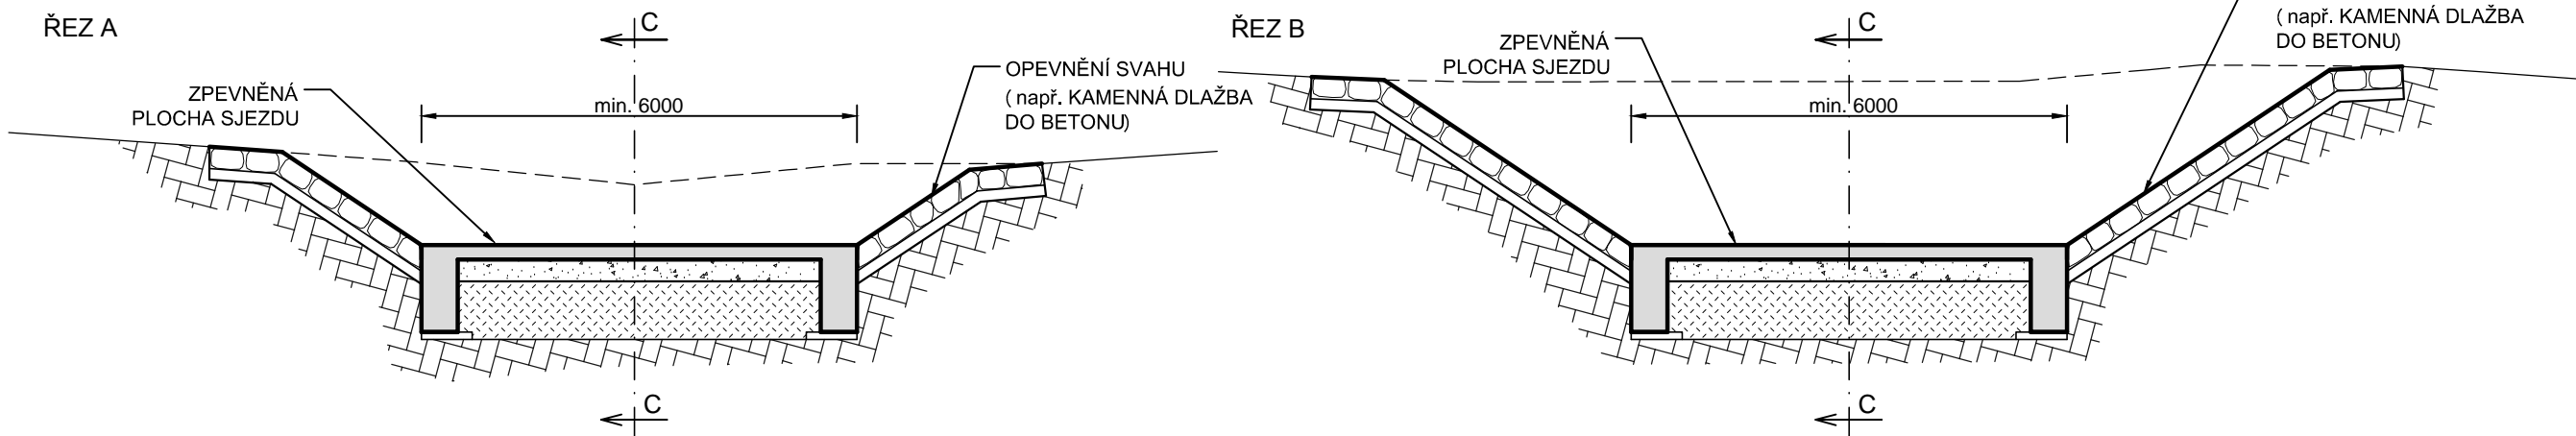 ŘEZ A
C
ZPEVNĚNÁ
PLOCHA SJEZDU
min. 6000
OPEVNĚNÍ SVAHU
( např. KAMENNÁ DLAŽBA
DO BETONU)
C
ŘEZ B
C
ZPEVNĚNÁ
PLOCHA SJEZDU
min. 6000
( např. KAMENNÁ DLAŽBA
DO BETONU)
C